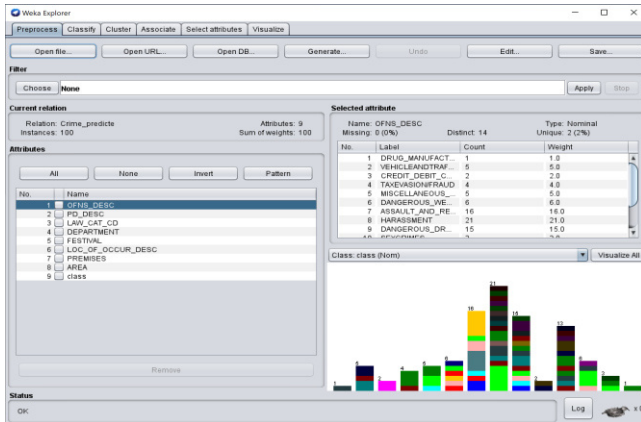 Weka Explorer
Preprocess Classify Cluster Associate Select attributes Visualize
Open file... Open URL... Open DB... Generate... Undo Edit... Save...
Filter
Choose None Apply Stop
Current relation
Relation: Crime_predicte Attributes: 9
Instances: 100 Sum of weights: 100
Attributes
All None Invert Pattern
No. Name
1 OFNS_DESC
2 PD_DESC
3 LAW_CAT_CD
4 DEPARTMENT
5 FESTIVAL
6 LOC_OF_OCCUR_DESC
7 PREMISES
8 AREA
9 class
Remove
Selected attribute
Name: OFNS_DESC Type: Nominal
Missing: 0 (0%) Distinct: 14 Unique: 2 (2%)
No. Label Count Weight
1 DRUG_MANUFACT... 1 1.0
2 VEHICLEANDTRAF... 5 5.0
3 CREDIT_DEBIT_C... 2 2.0
4 TAXEVASION/FRAUD 4 4.0
5 MISCELLANEOUS_... 5 5.0
6 DANGEROUS_WE... 6 6.0
7 ASSAULT_AND_RE... 16 16.0
8 HARASSMENT 21 21.0
9 DANGEROUS_DR... 15 15.0
Class: class (Nom) Visualize All
21
16
15
13
Status
OK
Log